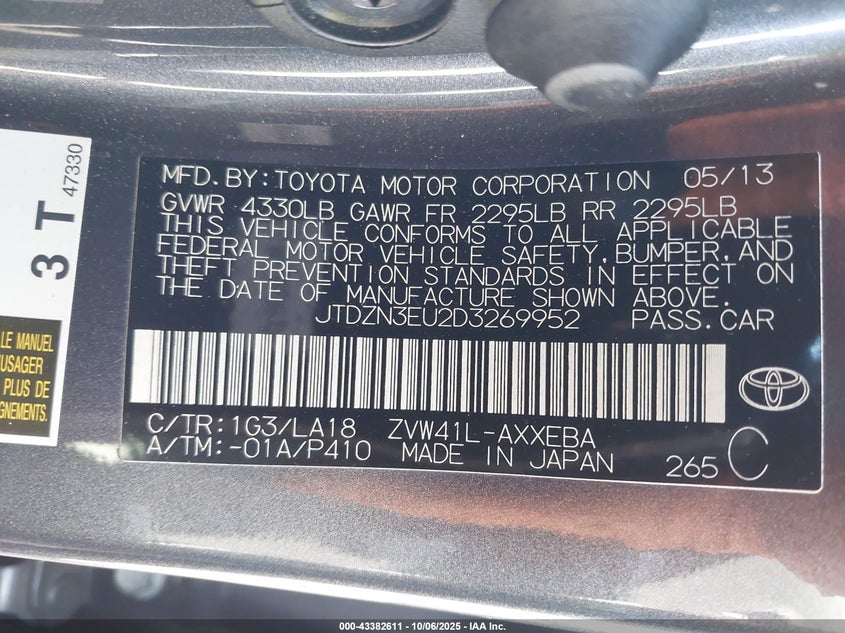 3 T
47330
LE MANUEL
USAGER
PLUS DE
GNEMENTS.
MFD.BY:TOYOTA MOTOR CORPORATION 05/13
GVWR 4330LB GAWR FR 2295LB RR 2295LB
THIS VEHICLE CONFORMS TO ALL APPLICABLE
FEDERAL MOTOR VEHICLE SAFETY,BUMPER,AND
THEFT PREVENTION STANDARDS IN EFFECT ON
THE DATE OF MANUFACTURE SHOWN ABOVE.
JTDZN3EU2D3269952 PASS.CAR
C/TR:1G3/LA18 ZVW41L-AXXEBA
A/TM:-01A/P410 MADE IN JAPAN 265 C
000-43382611 - 10/06/2025 - IAA Inc.